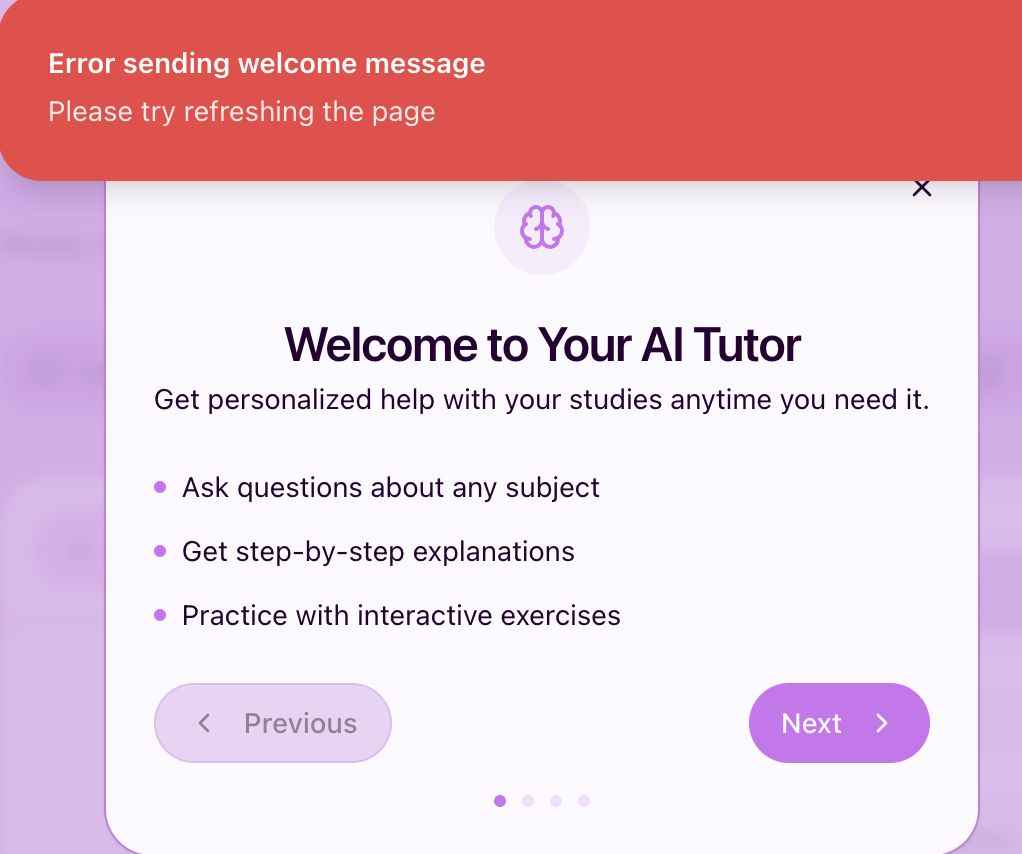 Error sending welcome message
Please try refreshing the page
Welcome to Your AI Tutor
Get personalized help with your studies anytime you need it.
Ask questions about any subject
Get step-by-step explanations
Practice with interactive exercises
Previous
Next